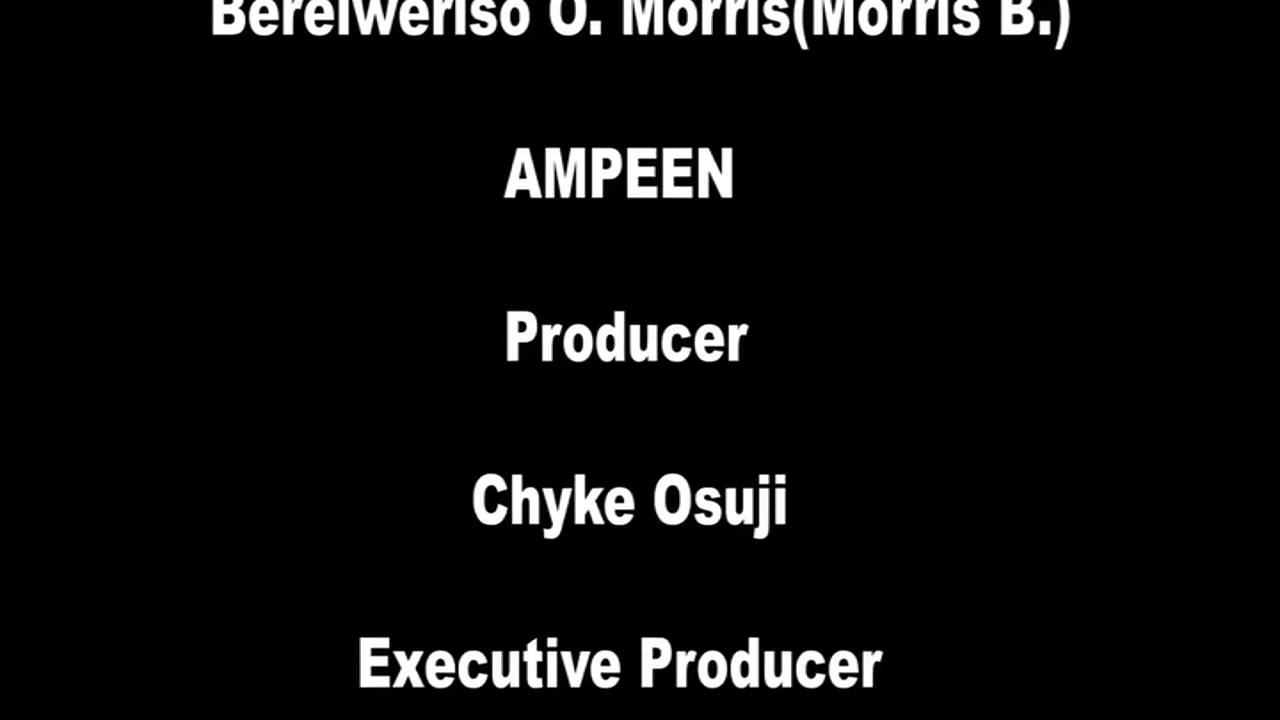 Bereiweriso O. Morris(Morris B.)
AMPEEN
Producer
Chyke Osuji
Executive Producer